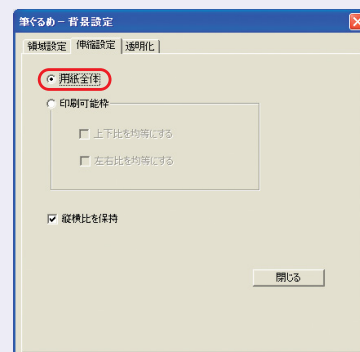 筆ぐるめ - 背景設定
領域設定 伸縮設定 透明化
用紙全体
印刷可能枠
上下比を均等にする
左右比を均等にする
縦横比を保持
閉じる